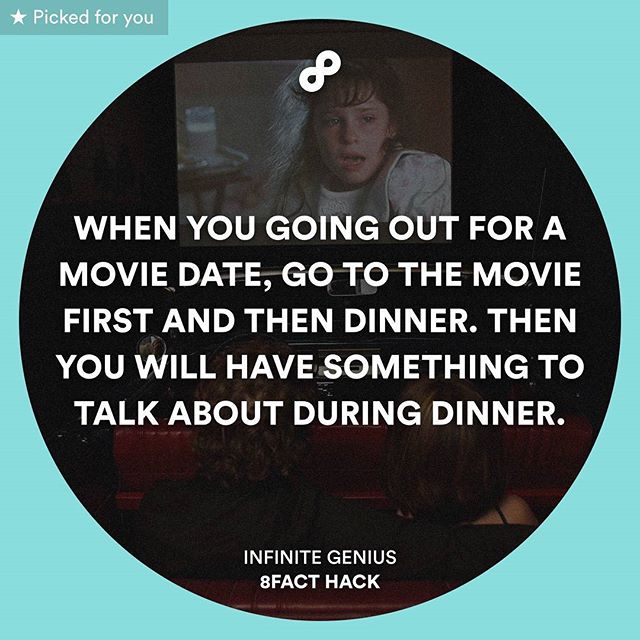 ★ Picked for you
WHEN YOU GOING OUT FOR A
MOVIE DATE, GO TO THE MOVIE
FIRST AND THEN DINNER. THEN
YOU WILL HAVE SOMETHING TO
TALK ABOUT DURING DINNER.
INFINITE GENIUS
8FACT HACK